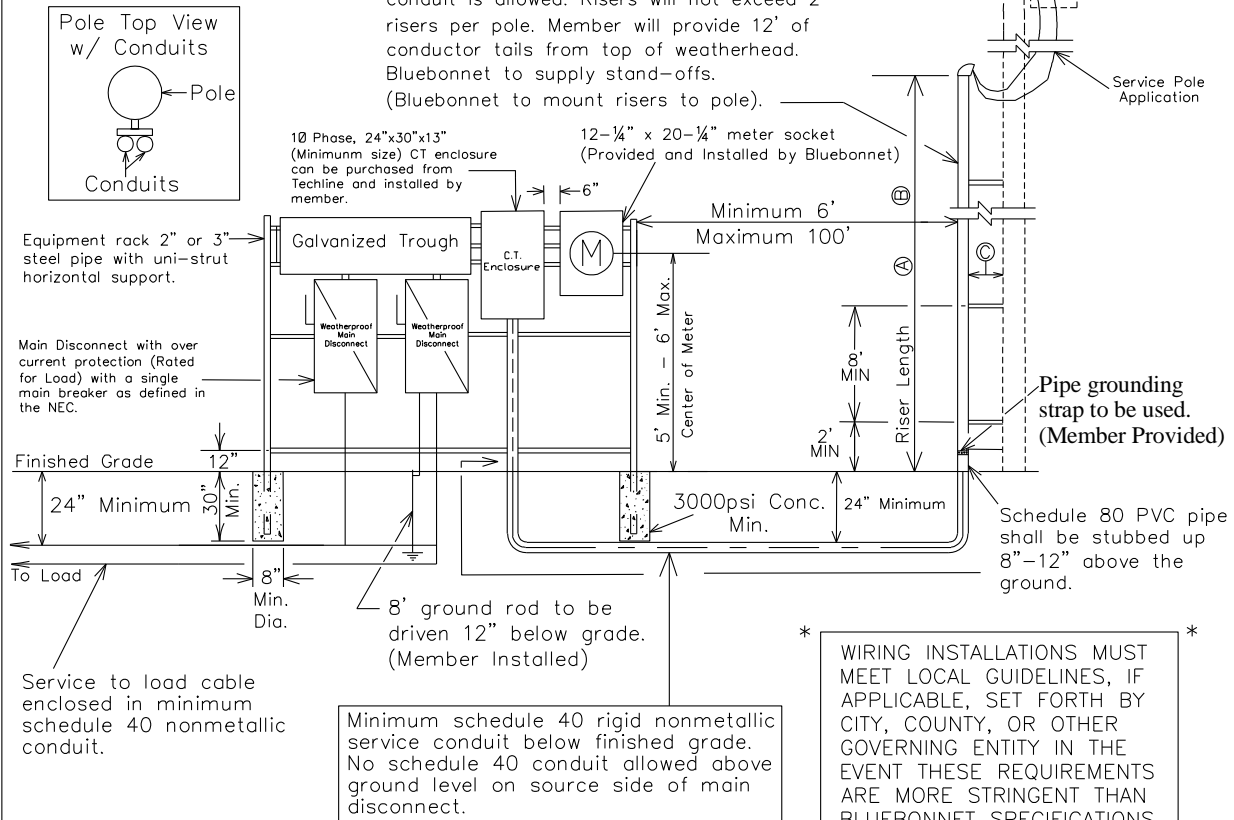 conduit is allowed. Risers will not exceed 2
risers per pole. Member will provide 12' of
conductor tails from top of weatherhead.
Bluebonnet to supply stand-offs.
(Bluebonnet to mount risers to pole).
Pole Top View
w/ Conduits
Pole
Conduits
Service Pole
Application
10 Phase, 24"x30"x13"
(Minimunm size) CT enclosure
can be purchased from
Techline and installed by
member.
12-¼" x 20-¼" meter socket
(Provided and Installed by Bluebonnet)
6"
Minimum 6'
Maximum 100'
Equipment rack 2" or 3"
steel pipe with uni-strut
horizontal support.
Galvanized Trough
C.T.
Enclosure
M
B
A
C
Weatherproof
Main
Disconnect
Weatherproof
Main
Disconnect
5' Min. - 6' Max.
Center of Meter
Riser Length
8'
MIN
2'
MIN
Main Disconnect with over
current protection (Rated
for Load) with a single
main breaker as defined in
the NEC.
Pipe grounding
strap to be used.
(Member Provided)
Finished Grade
12"
24" Minimum
30"
Min.
3000psi Conc.
Min.
24" Minimum
Schedule 80 PVC pipe
shall be stubbed up
8"-12" above the
ground.
To Load
8"
Min.
Dia.
8' ground rod to be
driven 12" below grade.
(Member Installed)
Service to load cable
enclosed in minimum
schedule 40 nonmetallic
conduit.
Minimum schedule 40 rigid nonmetallic
service conduit below finished grade.
No schedule 40 conduit allowed above
ground level on source side of main
disconnect.
* *
WIRING INSTALLATIONS MUST
MEET LOCAL GUIDELINES, IF
APPLICABLE, SET FORTH BY
CITY, COUNTY, OR OTHER
GOVERNING ENTITY IN THE
EVENT THESE REQUIREMENTS
ARE MORE STRINGENT THAN
BLUEBONNET SPECIFICATIONS